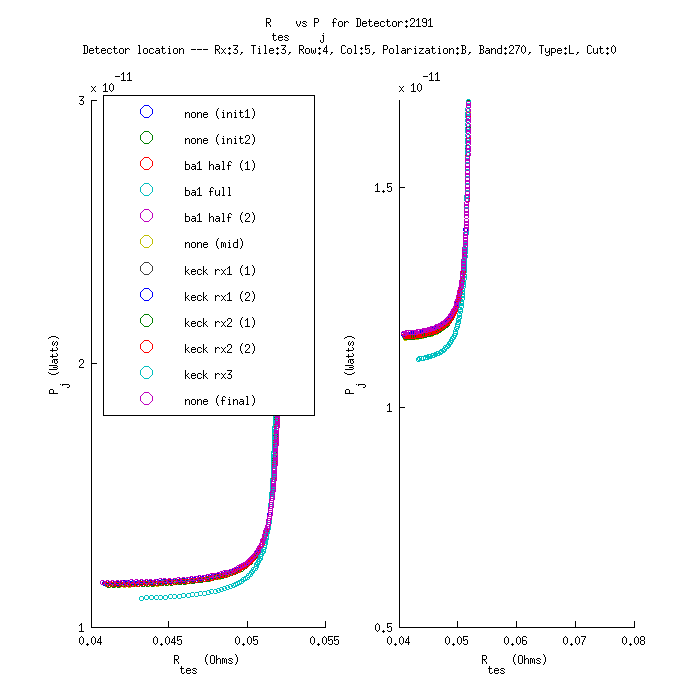 R tes vs P j for Detector:2191
Detector location --- Rx:3, Tile:3, Row:4, Col:5, Polarization:B, Band:270, Type:L, Cut:0
x 10 -11
3
2
1
P j (Watts)
0.04 0.045 0.05 0.055
R tes (Ohms)
none (init1)
none (init2)
ba1 half (1)
ba1 full
ba1 half (2)
none (mid)
keck rx1 (1)
keck rx1 (2)
keck rx2 (1)
keck rx2 (2)
keck rx3
none (final)
x 10 -11
1.5
1
0.5
P j (Watts)
0.04 0.05 0.06 0.07 0.08
R tes (Ohms)